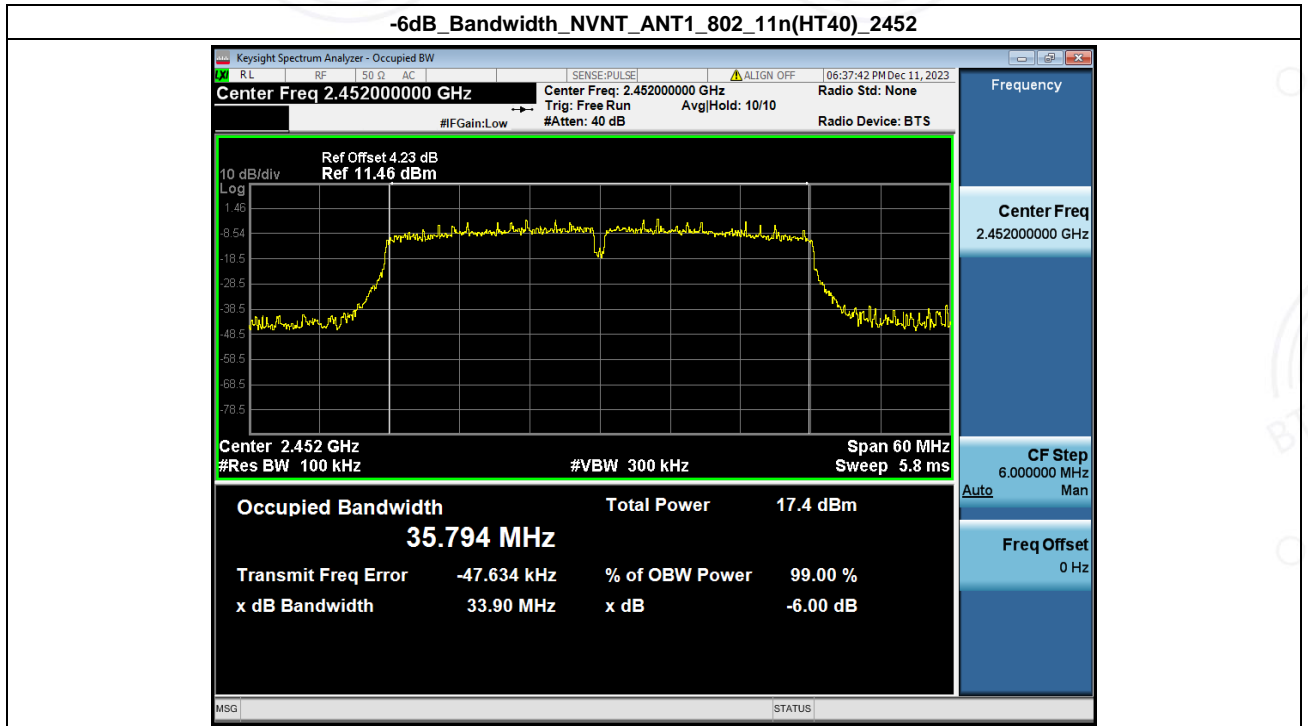 -6dB_Bandwidth_NVNT_ANT1_802_11n(HT40)_2452
Keysight Spectrum Analyzer - Occupied BW
LXI RL RF 50 Ω AC SENSE:PULSE ALIGN OFF 06:37:42 PM Dec 11, 2023
Center Freq 2.452000000 GHz
Center Freq: 2.452000000 GHz Radio Std: None
Trig: Free Run Avg|Hold: 10/10
#IFGain:Low #Atten: 40 dB Radio Device: BTS
Frequency
Ref Offset 4.23 dB
10 dB/div Ref 11.46 dBm
Log
1.46
-8.54
-18.5
-28.5
-38.5
-48.5
-58.5
-68.5
-78.5
Center 2.452 GHz Span 60 MHz
#Res BW 100 kHz #VBW 300 kHz Sweep 5.8 ms
Center Freq
2.452000000 GHz
CF Step
6.000000 MHz
Auto Man
Freq Offset
0 Hz
Occupied Bandwidth Total Power 17.4 dBm
35.794 MHz
Transmit Freq Error -47.634 kHz % of OBW Power 99.00 %
x dB Bandwidth 33.90 MHz x dB -6.00 dB
MSG STATUS